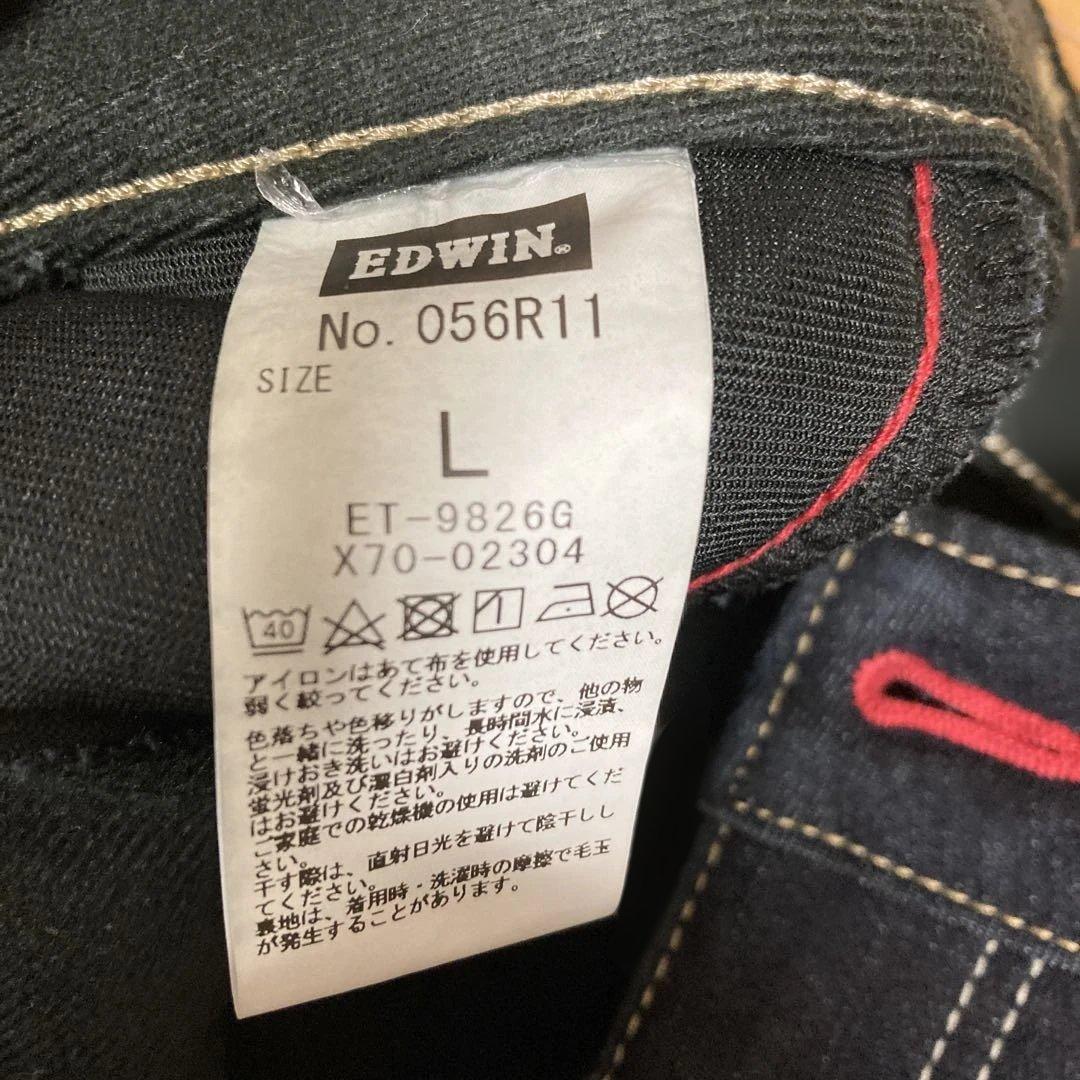 EDWIN®
No. 056R11
SIZE
L
ET-9826G
X70-02304
40
アイロンはあて布を使用してください。
弱く絞ってください。
色落ちや色移りがしますので、他の物
と一緒に洗ったり、長時間水に浸漬、
浸けおき洗いはお避けください。
蛍光剤及び漂白剤入りの洗剤のご使用
はお避けください。
ご家庭での乾燥機の使用は避けてくだ
さい。
干す際は、直射日光を避けて陰干しし
てください。
裏地は、着用時・洗濯時の摩擦で毛玉
が発生することがあります。